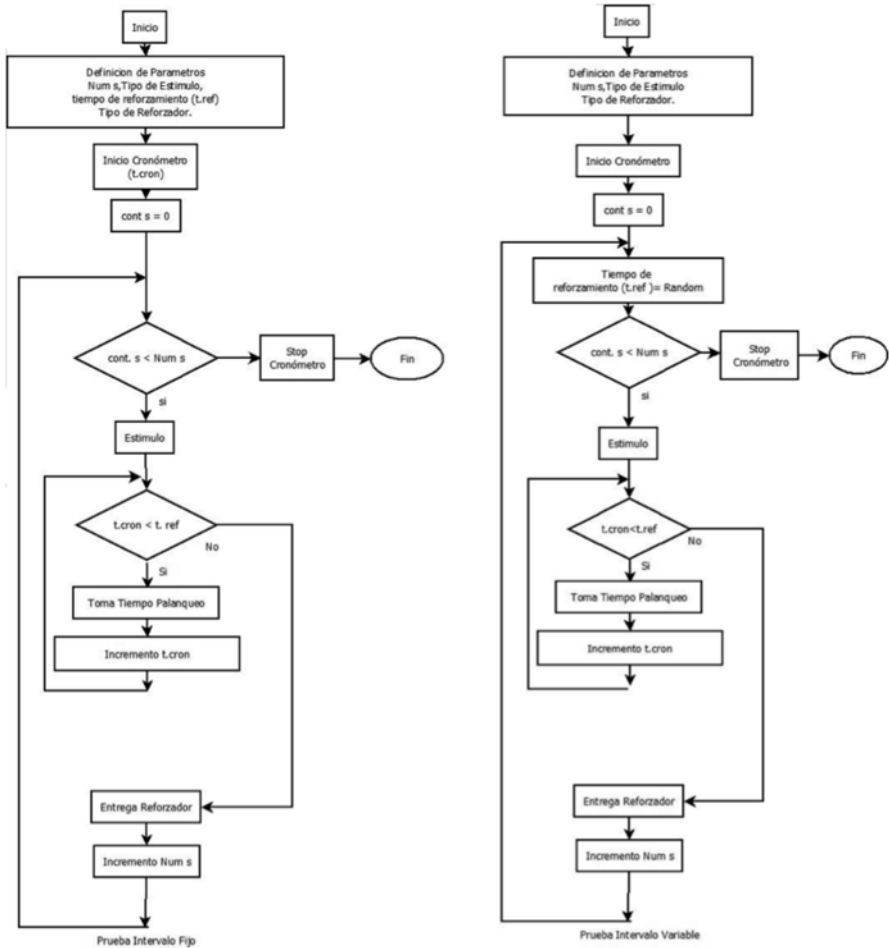 Inicio
Definicion de Parametros
Num s,Tipo de Estimulo,
tiempo de reforzamiento (t.ref)
Tipo de Reforzador.
Inicio Cronómetro
(t.cron)
cont s = 0
cont. s < Num s
Stop
Cronómetro
Fin
si
Estimulo
t.cron < t. ref
No
Si
Toma Tiempo Palanqueo
Incremento t.cron
Entrega Reforzador
Incremento Num s
Prueba Intervalo Fijo
Inicio
Definicion de Parametros
Num s,Tipo de Estimulo
Tipo de Reforzador.
Inicio Cronómetro
cont s = 0
Tiempo de
reforzamiento (t.ref )= Random
cont. s < Num s
Stop
Cronómetro
Fin
si
Estimulo
t.cron<t.ref
No
Si
Toma Tiempo Palanqueo
Incremento t.cron
Entrega Reforzador
Incremento Num s
Prueba Intervalo Variable